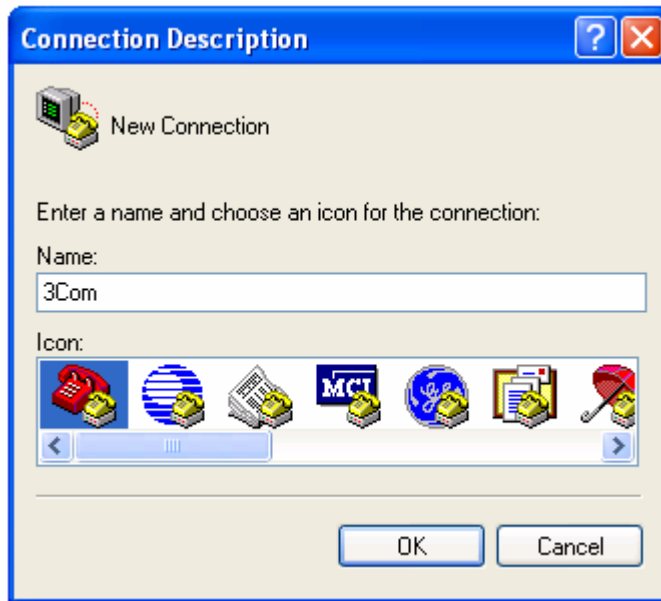 Connection Description
New Connection
Enter a name and choose an icon for the connection:
Name:
3Com
Icon:
MCI
OK
Cancel